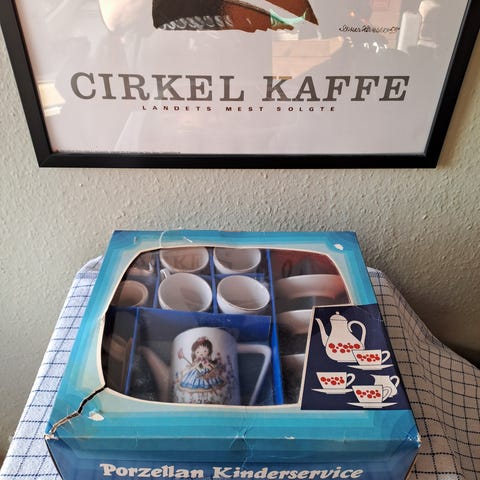 CIRKEL KAFFE
LANDETS MEST SOLGTE
Porzellan Kinderservice